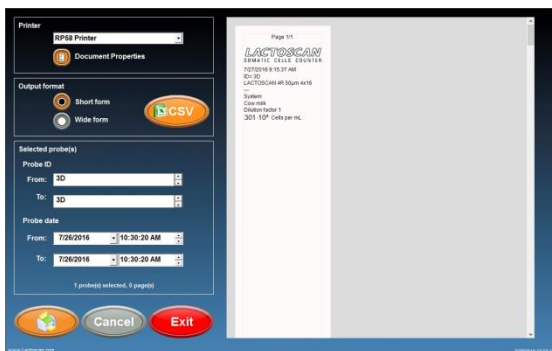 Printer
RP58 Printer
Document Properties
Output format
Short form
Wide form
CSV
Selected probe(s)
Probe ID
From: 3D
To: 3D
Probe date
From: 7/26/2016 10:30:20 AM
To: 7/26/2016 10:30:20 AM
1 probe(s) selected, 0 page(s)
Cancel
Exit
Page 1/1
LACTOSCAN
SOMATIC CELLS COUNTER
7/27/2016 9:15:37 AM
ID= 3D
LACTOSCAN 4R 50µm 4x16
---
System
Cow milk
Dilution factor 1
Cells per mL